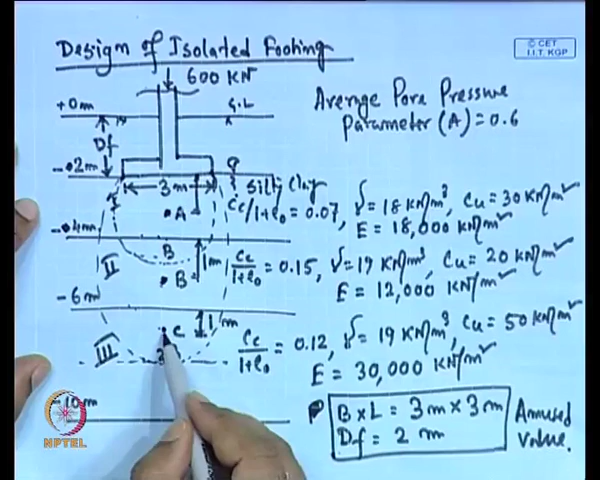 Design of Isolated Footing
© CET
I.I.T. KGP
600 KN
+0m
G.L
Average Pore Pressure
Parameter (A) = 0.6
Df
-02m
3m
q
Silty clay
I
A
Cc/1+e₀ = 0.07, γ = 18 KN/m³, Cu = 30 KN/m²
E = 18,000 KN/m²
-04m
B
II
B
1m
Cc/1+e₀ = 0.15, γ = 19 KN/m³, Cu = 20 KN/m²
E = 12,000 KN/m²
-6m
C
1m
III
Cc/1+e₀ = 0.12, γ = 19 KN/m³, Cu = 50 KN/m²
E = 30,000 KN/m²
-10m
B x L = 3m x 3m
Df = 2 m
Assumed
value.
NPTEL